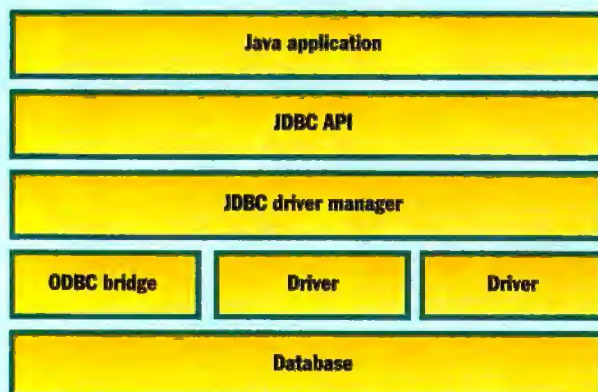 Java application
JDBC API
JDBC driver manager
ODBC bridge
Driver
Driver
Database